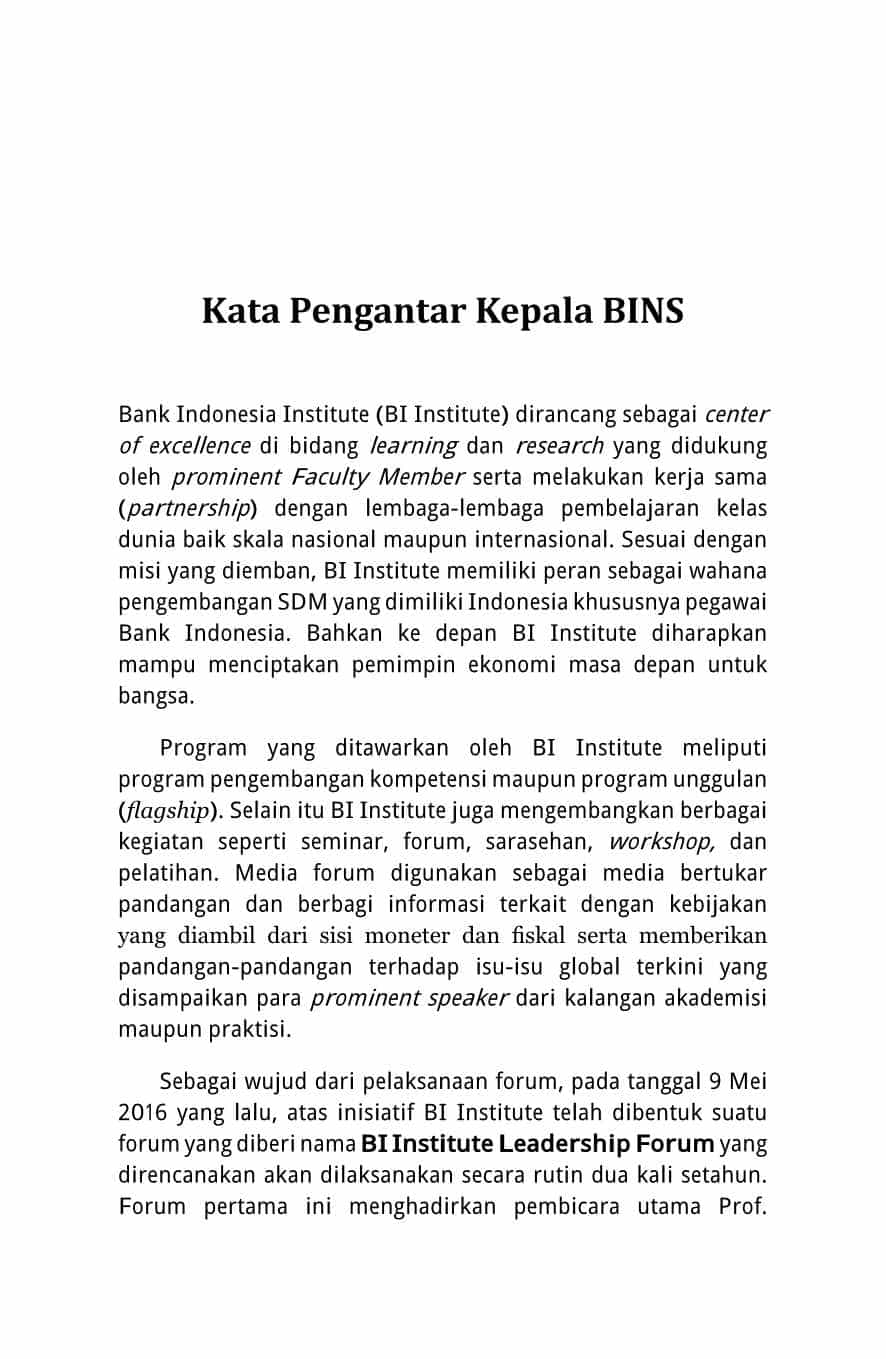 Kata Pengantar Kepala BINS
Bank Indonesia Institute (BI Institute) dirancang sebagai center
of excellence di bidang learning dan research yang didukung
oleh prominent Faculty Member serta melakukan kerja sama
(partnership) dengan lembaga-lembaga pembelajaran kelas
dunia baik skala nasional maupun internasional. Sesuai dengan
misi yang diemban, BI Institute memiliki peran sebagai wahana
pengembangan SDM yang dimiliki Indonesia khususnya pegawai
Bank Indonesia. Bahkan ke depan BI Institute diharapkan
mampu menciptakan pemimpin ekonomi masa depan untuk
bangsa.
Program yang ditawarkan oleh BI Institute meliputi
program pengembangan kompetensi maupun program unggulan
(flagship). Selain itu BI Institute juga mengembangkan berbagai
kegiatan seperti seminar, forum, sarasehan, workshop, dan
pelatihan. Media forum digunakan sebagai media bertukar
pandangan dan berbagi informasi terkait dengan kebijakan
yang diambil dari sisi moneter dan fiskal serta memberikan
pandangan-pandangan terhadap isu-isu global terkini yang
disampaikan para prominent speaker dari kalangan akademisi
maupun praktisi.
Sebagai wujud dari pelaksanaan forum, pada tanggal 9 Mei
2016 yang lalu, atas inisiatif BI Institute telah dibentuk suatu
forum yang diberi nama BI Institute Leadership Forum yang
direncanakan akan dilaksanakan secara rutin dua kali setahun.
Forum pertama ini menghadirkan pembicara utama Prof.